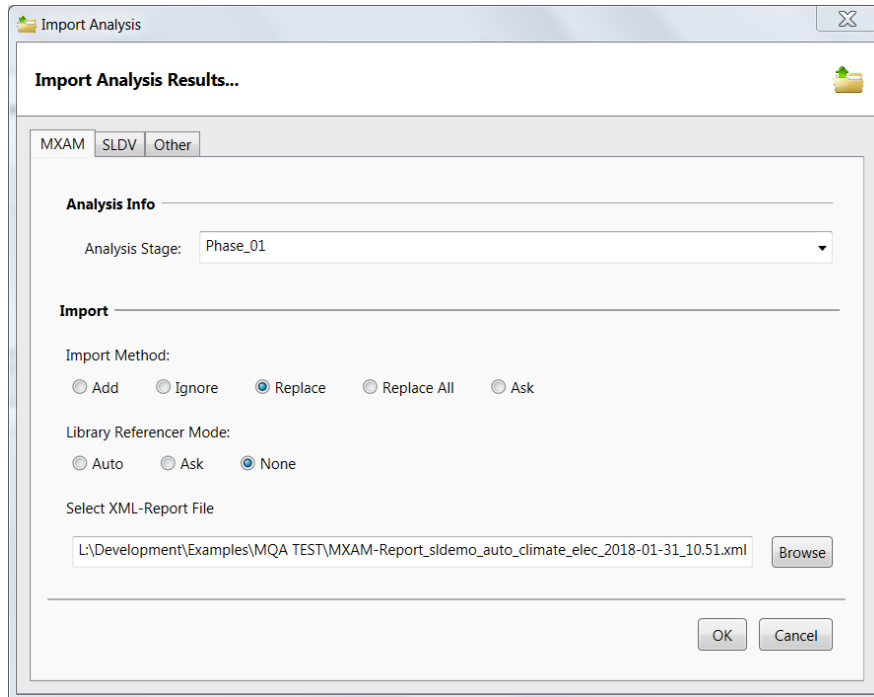 Import Analysis
Import Analysis Results...
MXAM SLDV Other
Analysis Info
Analysis Stage: Phase_01
Import
Import Method:
Add Ignore Replace Replace All Ask
Library Referencer Mode:
Auto Ask None
Select XML-Report File
L:\Development\Examples\MQA TEST\MXAM-Report_sldemo_auto_climate_elec_2018-01-31_10.51.xml Browse
OK Cancel